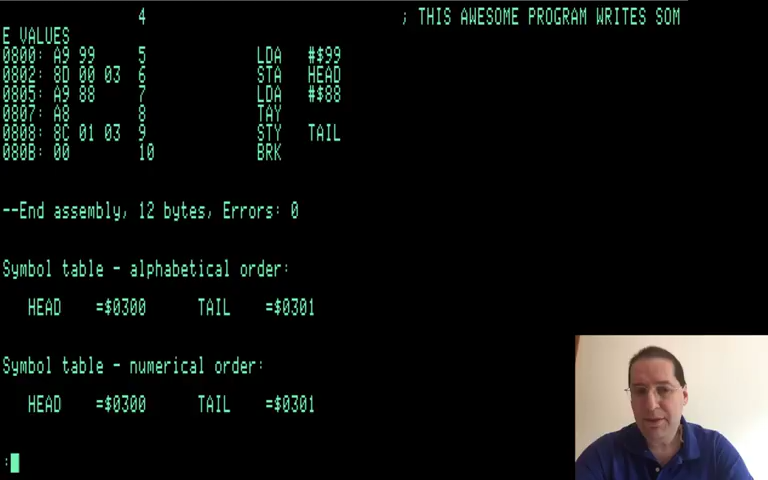 4 ; THIS AWESOME PROGRAM WRITES SOM
E VALUES
0800: A9 99 5 LDA #$99
0802: 8D 00 03 6 STA HEAD
0805: A9 88 7 LDA #$88
0807: A8 8 TAY
0808: 8C 01 03 9 STY TAIL
080B: 00 10 BRK
--End assembly, 12 bytes, Errors: 0
Symbol table - alphabetical order:
HEAD =$0300 TAIL =$0301
Symbol table - numerical order:
HEAD =$0300 TAIL =$0301
: